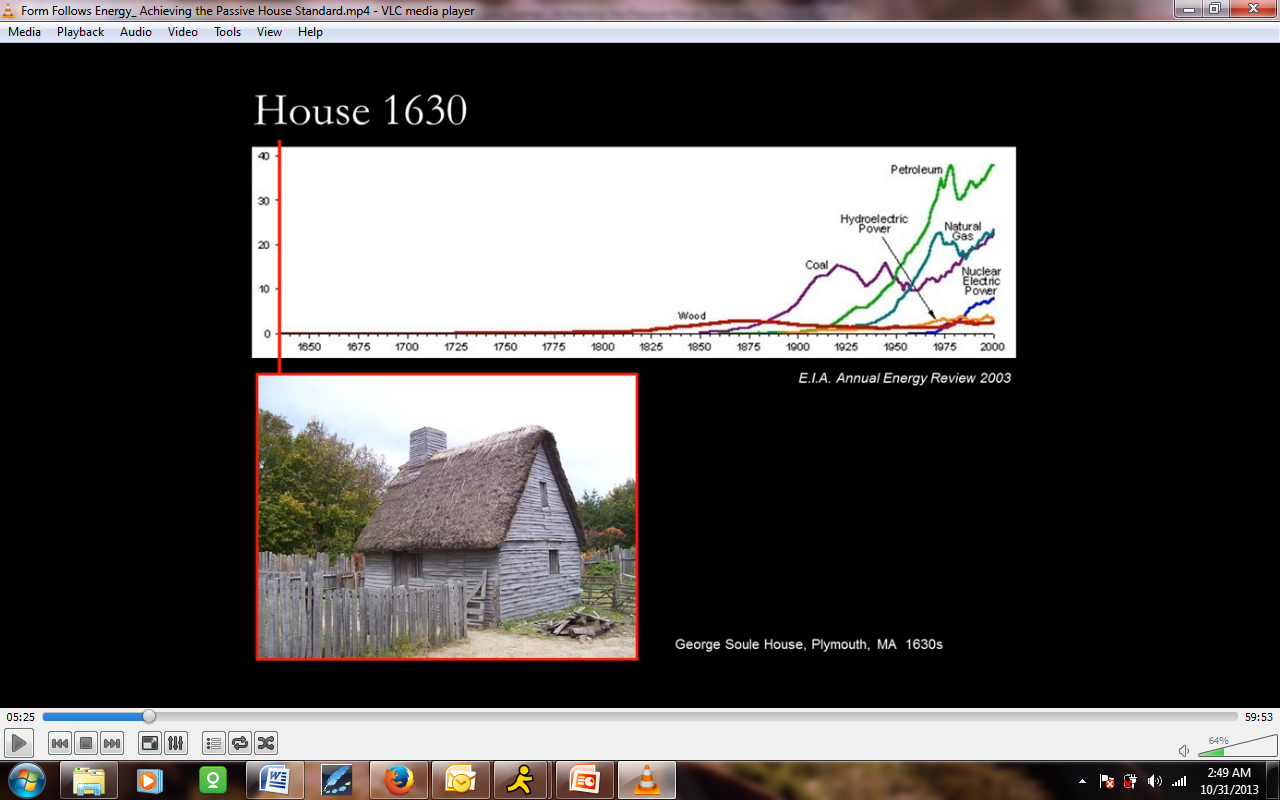 Form Follows Energy_ Achieving the Passive House Standard.mp4 - VLC media player
Media Playback Audio Video Tools View Help
House 1630
40
30
20
10
0
Petroleum
Hydroelectric
Power
Natural
Gas
Coal
Nuclear
Electric
Power
Wood
1650 1675 1700 1725 1750 1775 1800 1825 1850 1875 1900 1925 1950 1975 2000
E.I.A. Annual Energy Review 2003
George Soule House, Plymouth, MA 1630s
05:25 59:53
64%
2:49 AM
10/31/2013